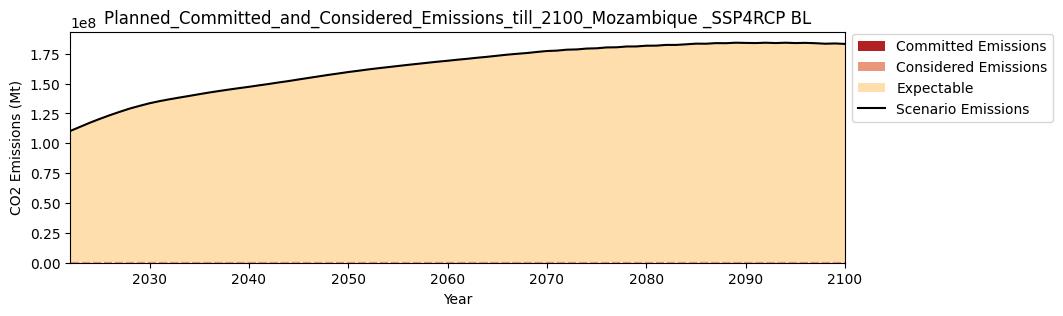 Planned_Committed_and_Considered_Emissions_till_2100_Mozambique _SSP4RCP BL
1e8
1.75
1.50
1.25
1.00
0.75
0.50
0.25
0.00
CO2 Emissions (Mt)
2030 2040 2050 2060 2070 2080 2090 2100
Year
Committed Emissions
Considered Emissions
Expectable
Scenario Emissions